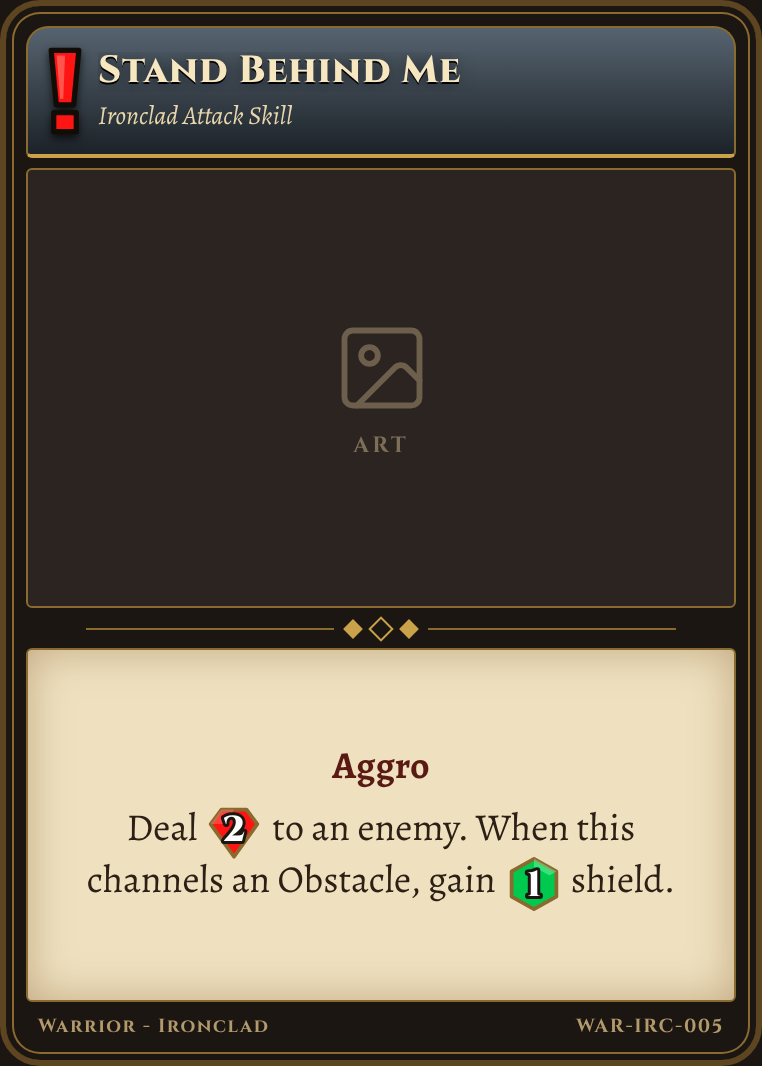 Stand Behind Me
Ironclad Attack Skill
ART
Aggro
Deal 2 to an enemy. When this
channels an Obstacle, gain 1 shield.
Warrior - Ironclad
WAR-IRC-005